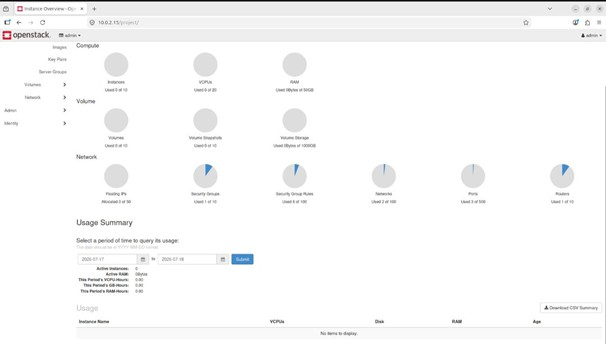 Instance Overview - Op
10.0.2.15/project/
openstack. admin
admin
Images
Key Pairs
Server Groups
Volumes
Network
Admin
Identity
Compute
Instances
Used 0 of 10
VCPUs
Used 0 of 20
RAM
Used 0Bytes of 50GB
Volume
Volumes
Used 0 of 10
Volume Snapshots
Used 0 of 10
Volume Storage
Used 0Bytes of 1000GB
Network
Floating IPs
Allocated 0 of 50
Security Groups
Used 1 of 10
Security Group Rules
Used 5 of 100
Networks
Used 2 of 100
Ports
Used 3 of 500
Routers
Used 1 of 10
Usage Summary
Select a period of time to query its usage:
The date should be in YYYY-MM-DD format.
2025-07-17 to 2025-07-18 Submit
Active Instances: 0
Active RAM: 0Bytes
This Period's VCPU-Hours: 0.00
This Period's GB-Hours: 0.00
This Period's RAM-Hours: 0.00
Usage
Download CSV Summary
Instance Name VCPUs Disk RAM Age
No items to display.